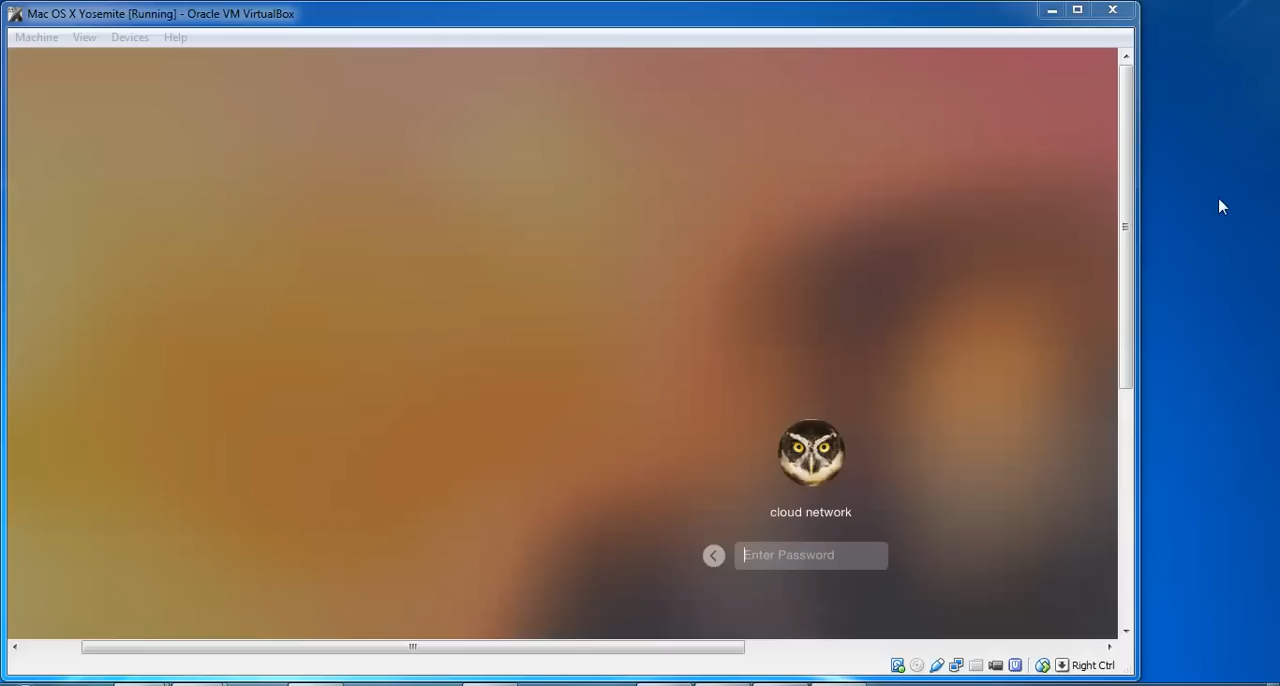 Mac OS X Yosemite [Running] - Oracle VM VirtualBox
Machine View Devices Help
cloud network
Enter Password
Right Ctrl